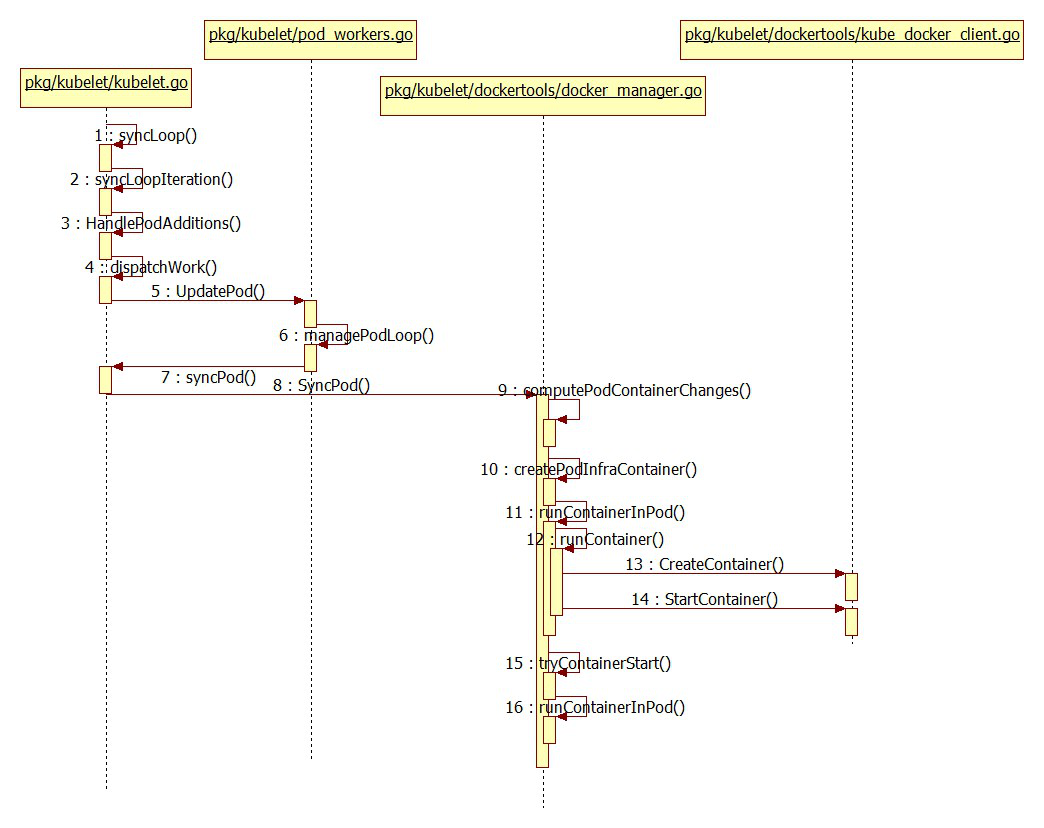 pkg/kubelet/pod_workers.go
pkg/kubelet/dockertools/kube_docker_client.go
pkg/kubelet/kubelet.go
pkg/kubelet/dockertools/docker_manager.go
1 : syncLoop()
2 : syncLoopIteration()
3 : HandlePodAdditions()
4 : dispatchWork()
5 : UpdatePod()
6 : managePodLoop()
7 : syncPod()
8 : SyncPod()
9 : computePodContainerChanges()
10 : createPodInfraContainer()
11 : runContainerInPod()
12 : runContainer()
13 : CreateContainer()
14 : StartContainer()
15 : tryContainerStart()
16 : runContainerInPod()